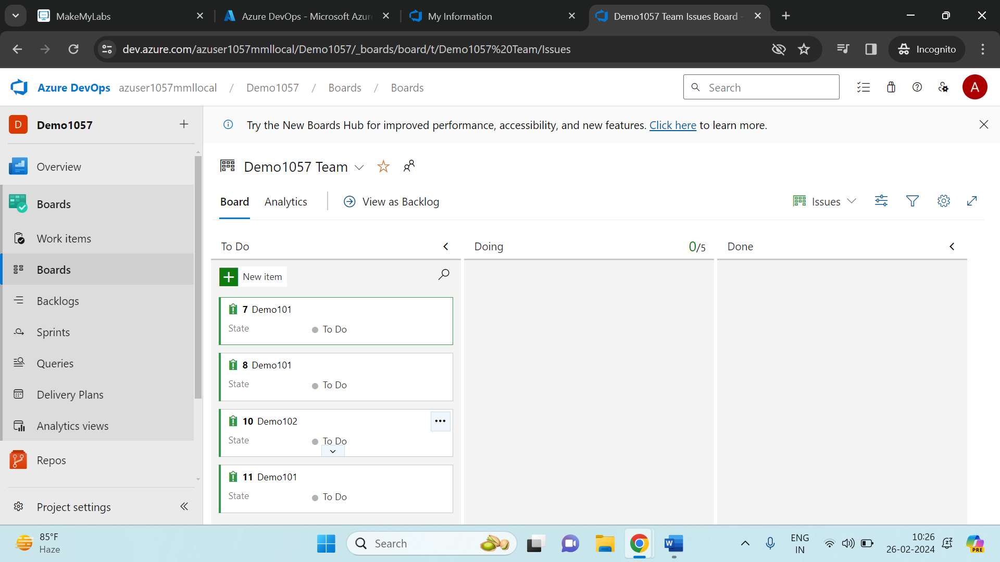 MakeMyLabs
Azure DevOps - Microsoft Azure
My Information
Demo1057 Team Issues Board -
dev.azure.com/azuser1057mmllocal/Demo1057/_boards/board/t/Demo1057%20Team/Issues
Incognito
Azure DevOps azuser1057mmllocal / Demo1057 / Boards / Boards
Search
A
D Demo1057
Try the New Boards Hub for improved performance, accessibility, and new features. Click here to learn more.
Overview
Boards
Work items
Boards
Backlogs
Sprints
Queries
Delivery Plans
Analytics views
Repos
Project settings
Demo1057 Team
Board Analytics View as Backlog
Issues
To Do
Doing 0/5
Done
New item
7 Demo101
State To Do
8 Demo101
State To Do
10 Demo102
State To Do
11 Demo101
State To Do
85°F
Haze
Search
W
ENG
IN
10:26
26-02-2024
PRE